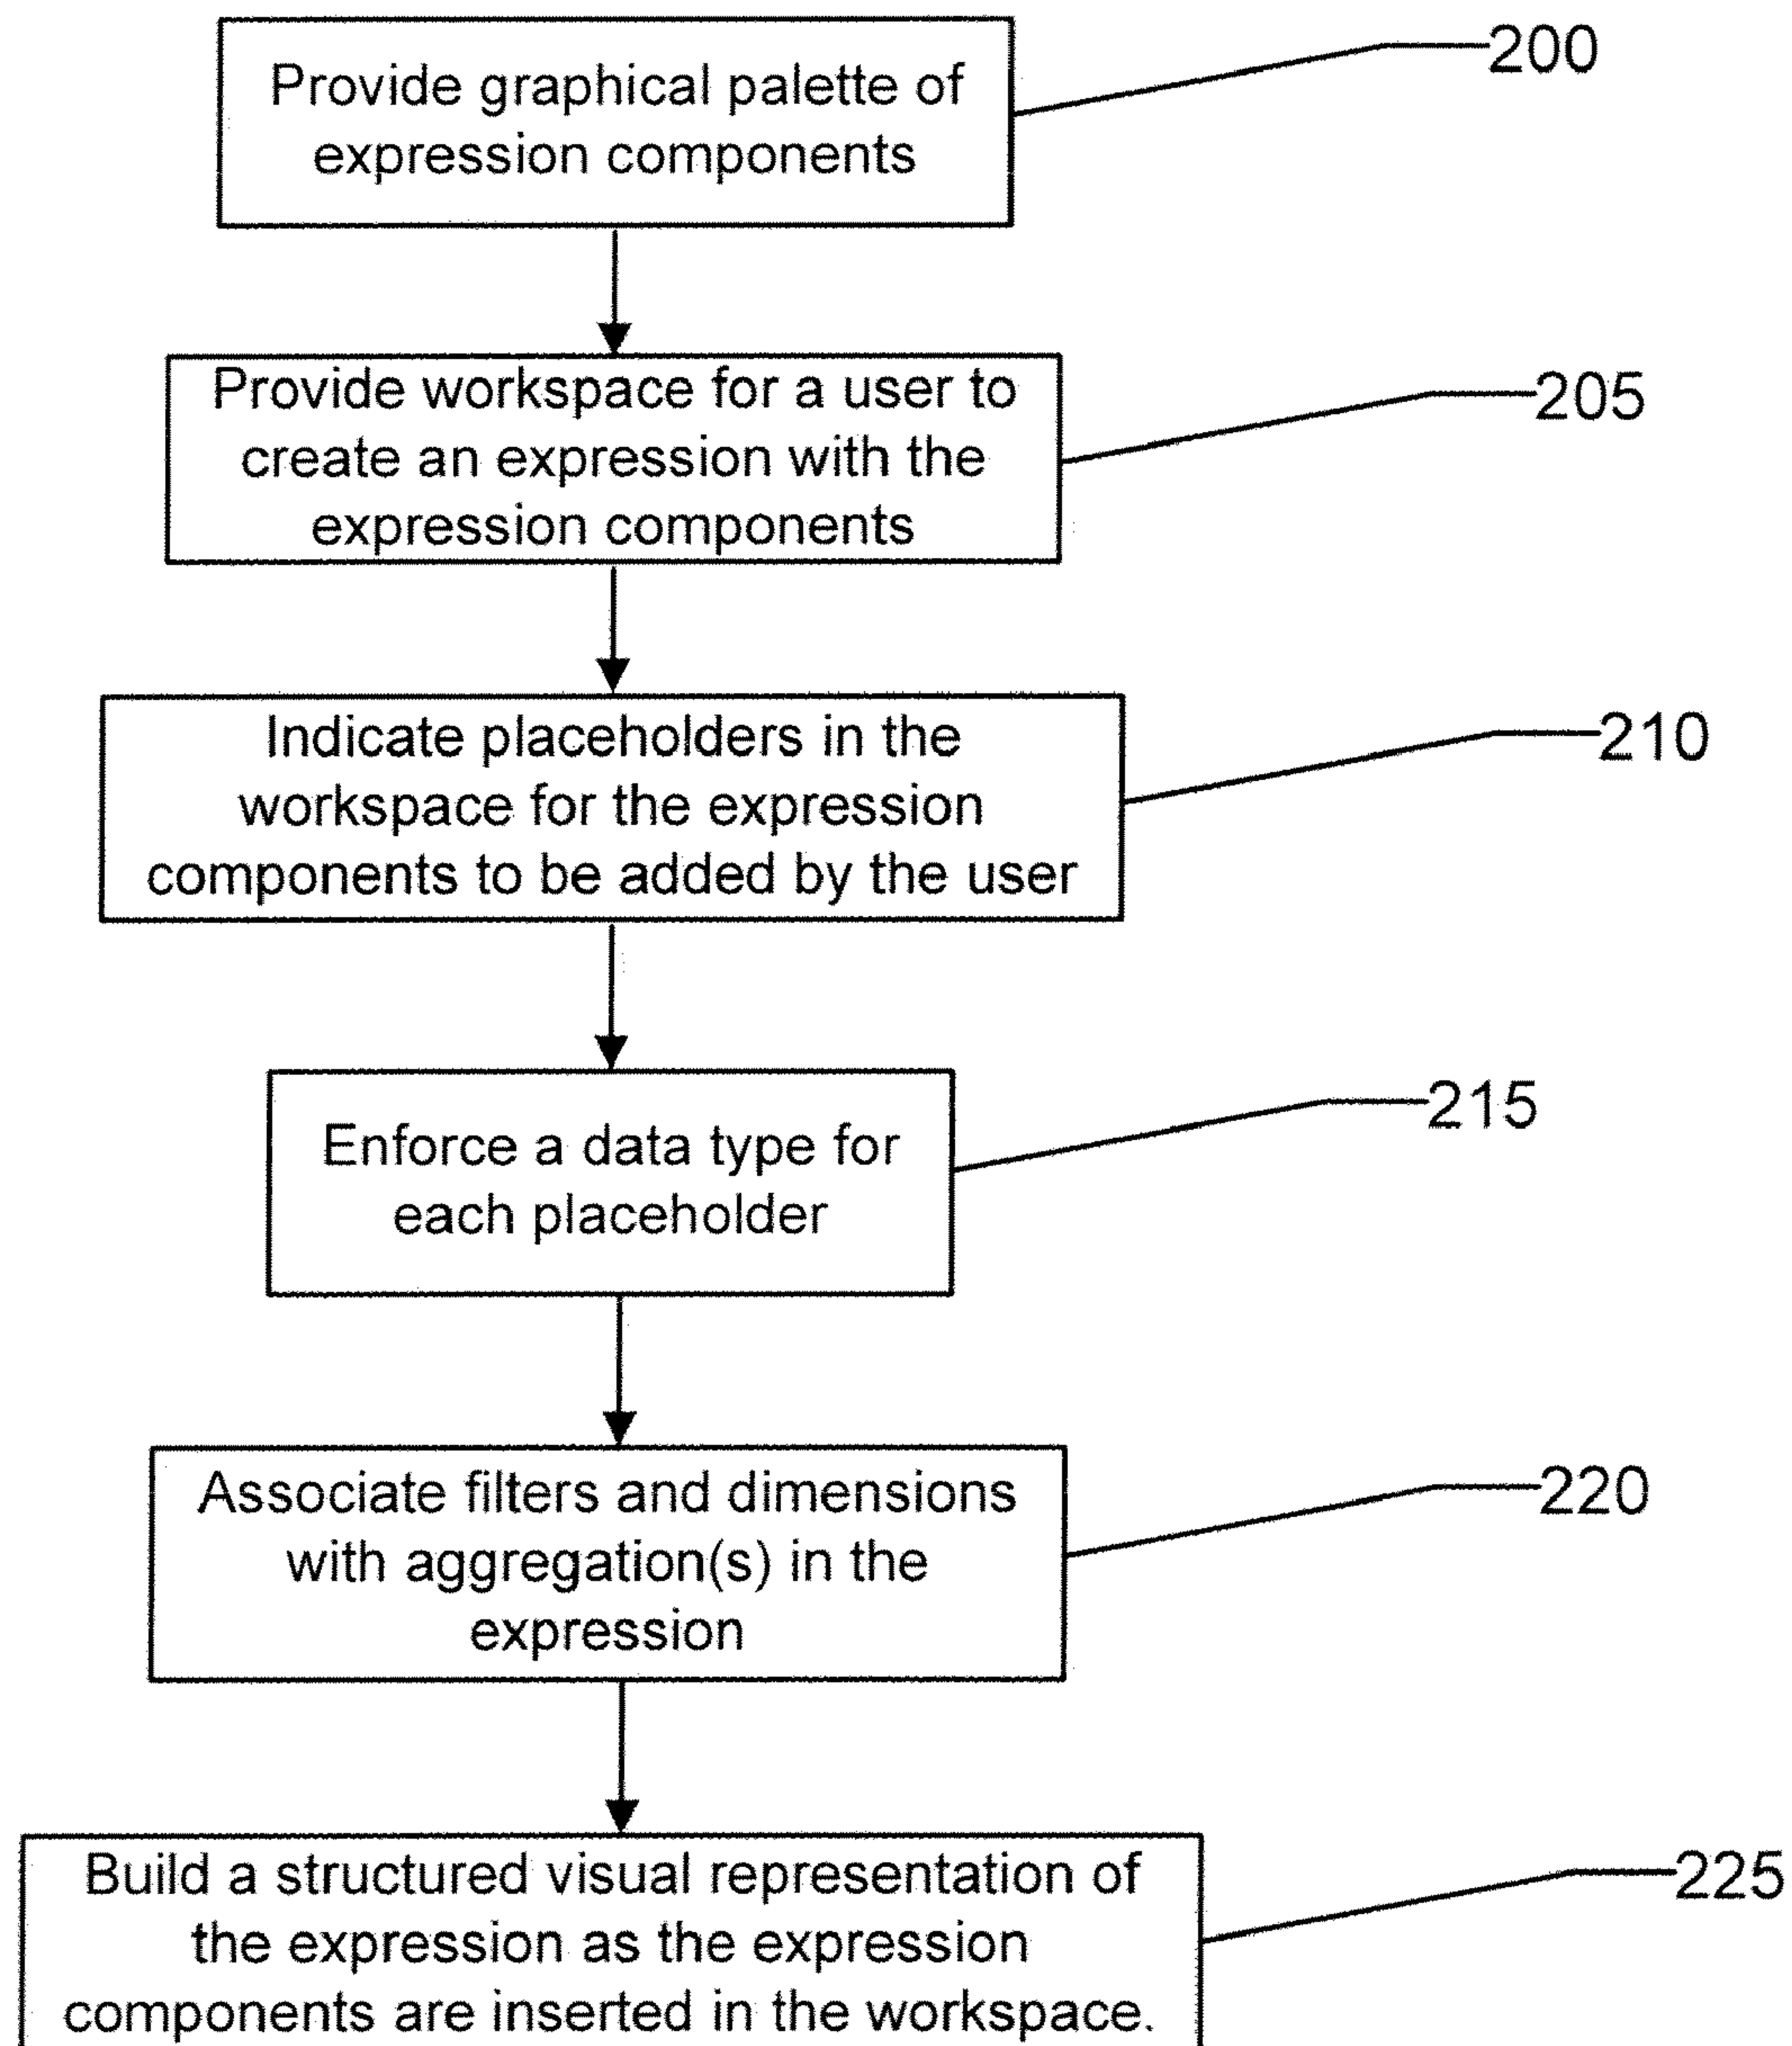 Provide graphical palette of
expression components
200
Provide workspace for a user to
create an expression with the
expression components
205
Indicate placeholders in the
workspace for the expression
components to be added by the user
210
Enforce a data type for
each placeholder
215
Associate filters and dimensions
with aggregation(s) in the
expression
220
Build a structured visual representation of
the expression as the expression
components are inserted in the workspace.
225